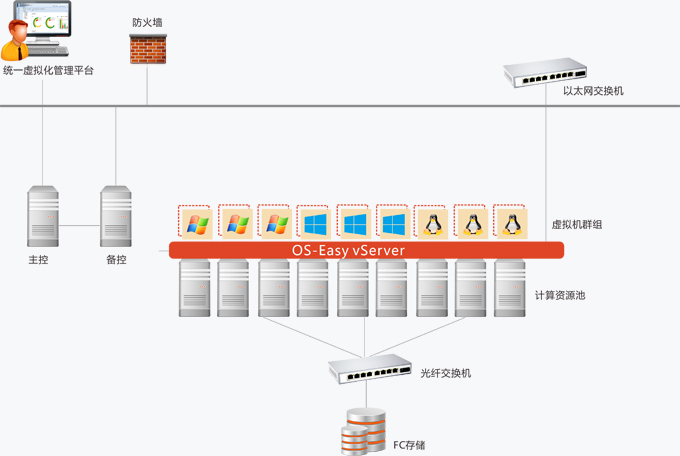 防火墙
统一虚拟化管理平台
以太网交换机
虚拟机群组
OS-Easy vServer
主控
备控
计算资源池
光纤交换机
FC存储